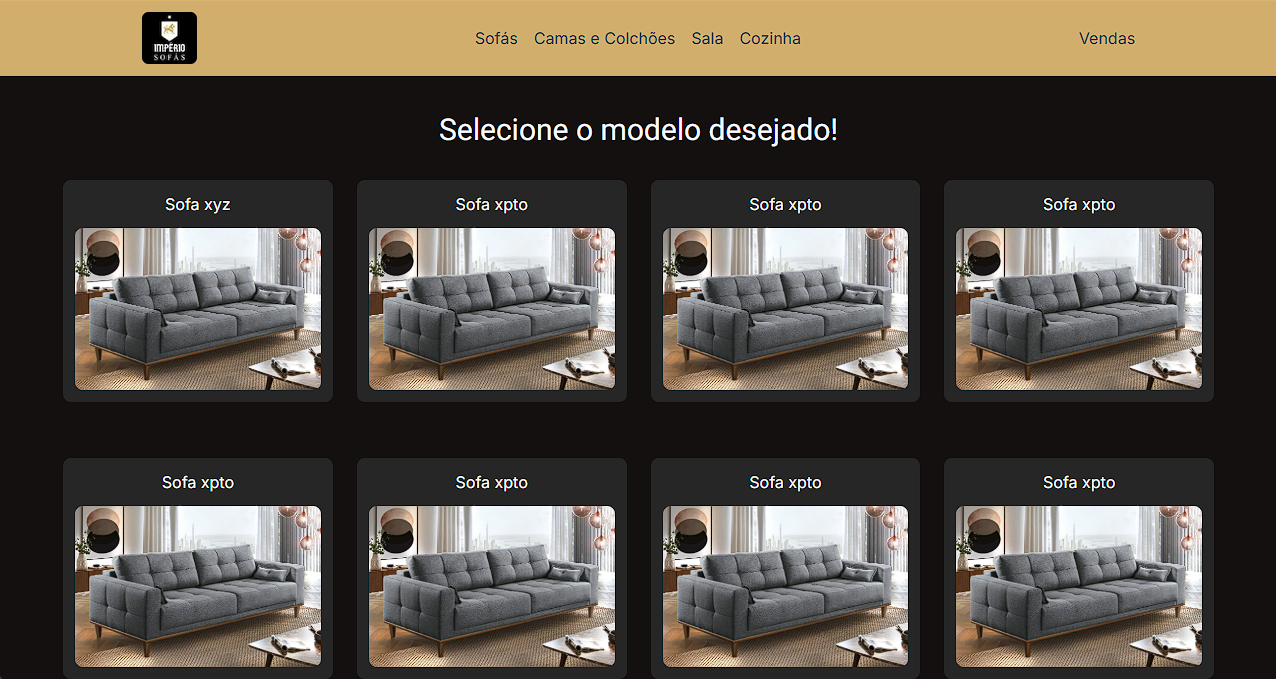 IMPÉRIO
SOFÁS
Sofás Camas e Colchões Sala Cozinha Vendas
Selecione o modelo desejado!
Sofa xyz Sofa xpto Sofa xpto Sofa xpto
Sofa xpto Sofa xpto Sofa xpto Sofa xpto